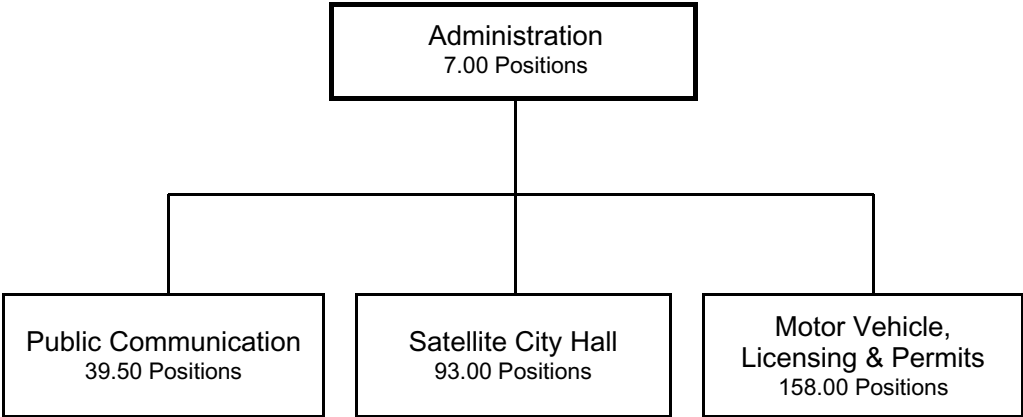 Administration
7.00 Positions
Public Communication
39.50 Positions
Satellite City Hall
93.00 Positions
Motor Vehicle,
Licensing & Permits
158.00 Positions